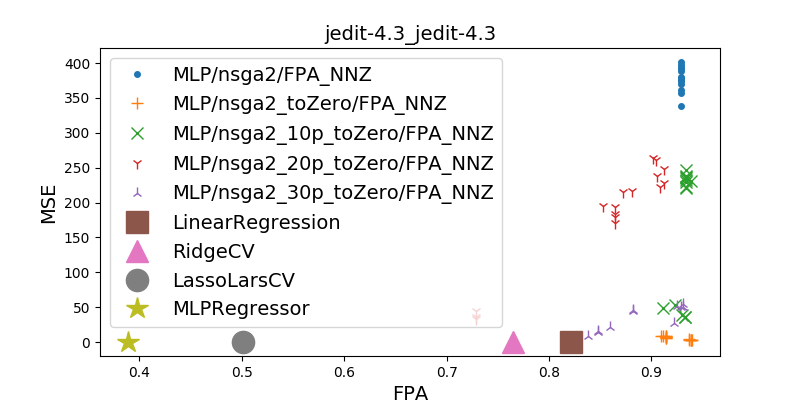 jedit-4.3_jedit-4.3
MSE
400
350
300
250
200
150
100
50
0
MLP/nsga2/FPA_NNZ
MLP/nsga2_toZero/FPA_NNZ
MLP/nsga2_10p_toZero/FPA_NNZ
MLP/nsga2_20p_toZero/FPA_NNZ
MLP/nsga2_30p_toZero/FPA_NNZ
LinearRegression
RidgeCV
LassoLarsCV
MLPRegressor
0.4 0.5 0.6 0.7 0.8 0.9
FPA